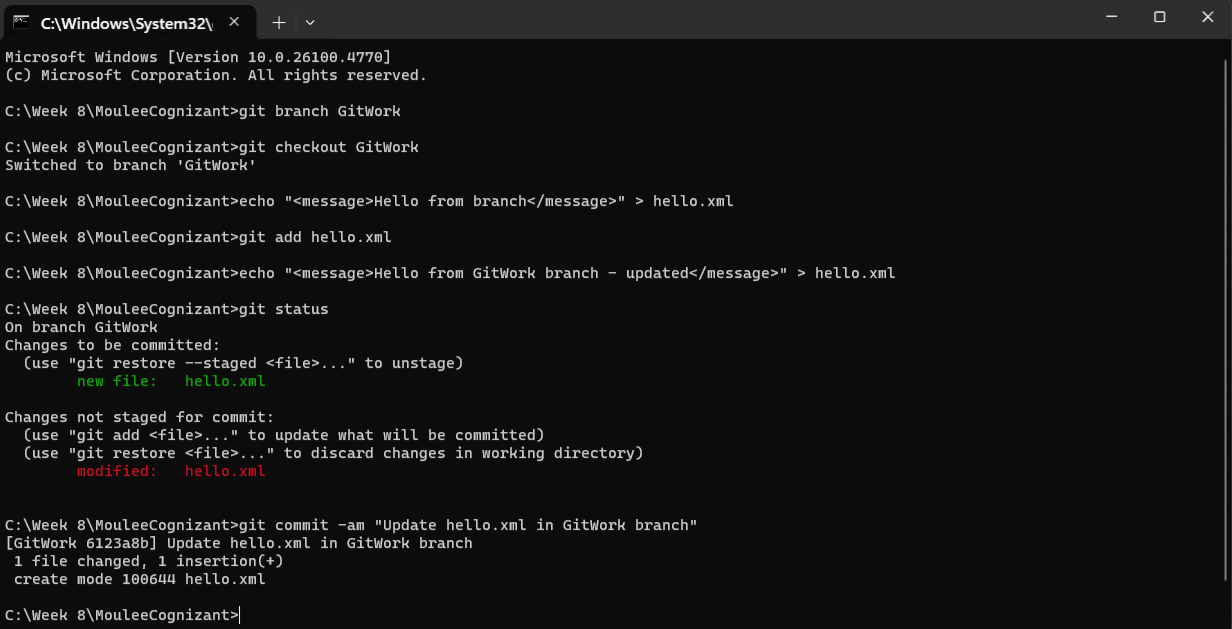 C:\Windows\System32\
Microsoft Windows [Version 10.0.26100.4770]
(c) Microsoft Corporation. All rights reserved.
C:\Week 8\MouleeCognizant>git branch GitWork
C:\Week 8\MouleeCognizant>git checkout GitWork
Switched to branch 'GitWork'
C:\Week 8\MouleeCognizant>echo "<message>Hello from branch</message>" > hello.xml
C:\Week 8\MouleeCognizant>git add hello.xml
C:\Week 8\MouleeCognizant>echo "<message>Hello from GitWork branch - updated</message>" > hello.xml
C:\Week 8\MouleeCognizant>git status
On branch GitWork
Changes to be committed:
  (use "git restore --staged <file>..." to unstage)
        new file:   hello.xml
Changes not staged for commit:
  (use "git add <file>..." to update what will be committed)
  (use "git restore <file>..." to discard changes in working directory)
        modified:   hello.xml
C:\Week 8\MouleeCognizant>git commit -am "Update hello.xml in GitWork branch"
[GitWork 6123a8b] Update hello.xml in GitWork branch
 1 file changed, 1 insertion(+)
 create mode 100644 hello.xml
C:\Week 8\MouleeCognizant>